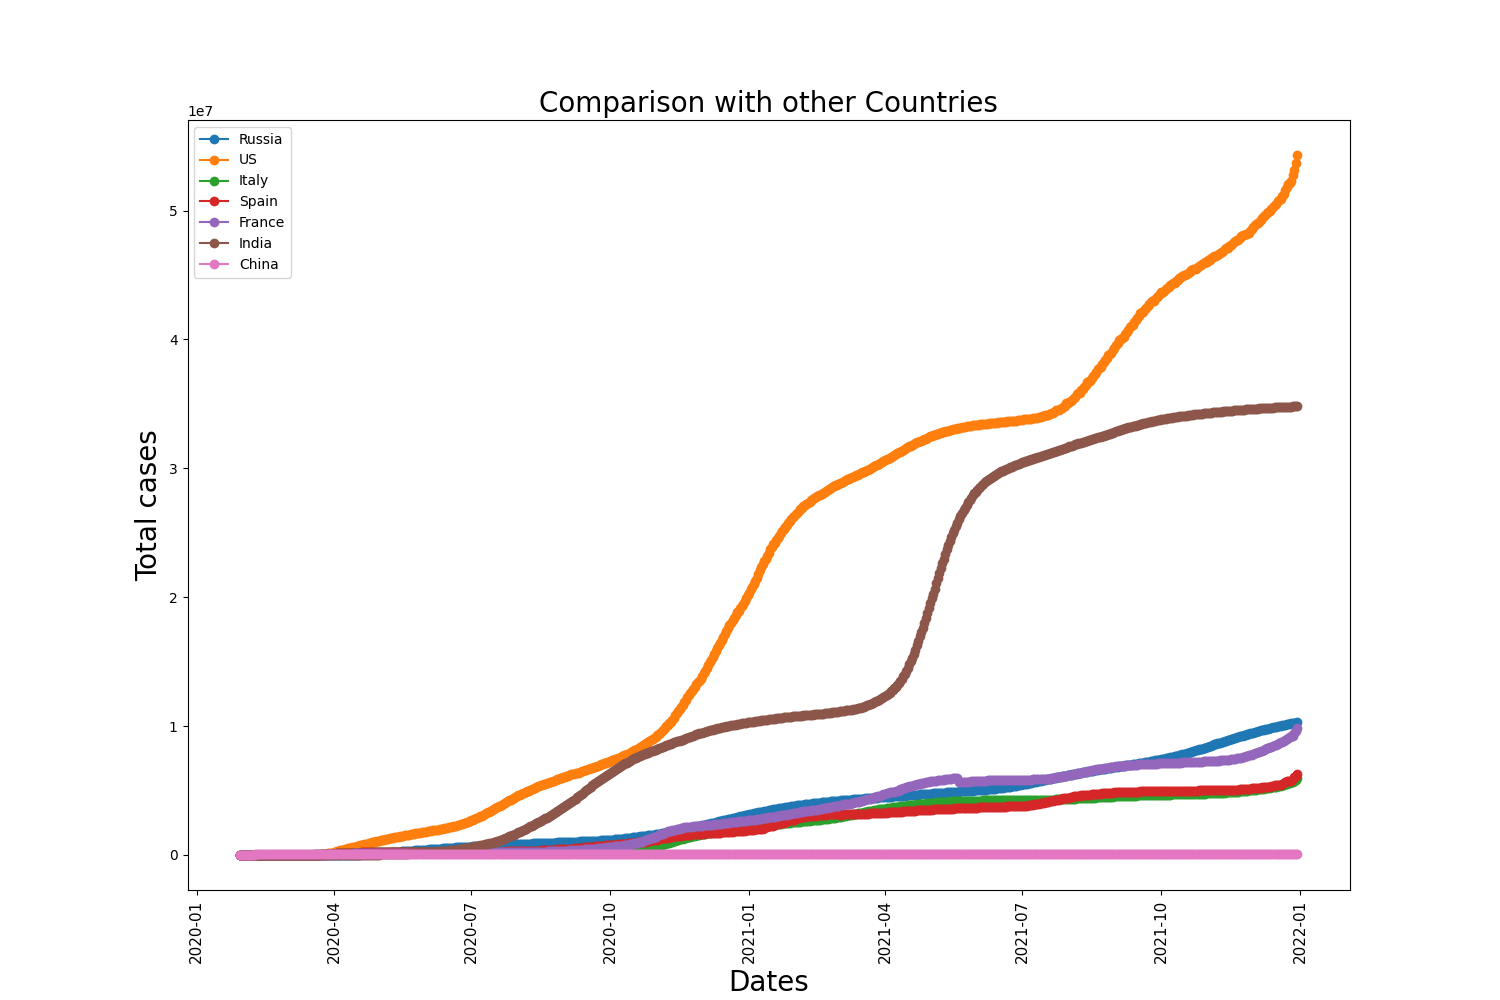 Comparison with other Countries
1e7
Russia
US
Italy
Spain
France
India
China
5
4
3
2
1
0
Total cases
2020-01
2020-04
2020-07
2020-10
2021-01
2021-04
2021-07
2021-10
2022-01
Dates